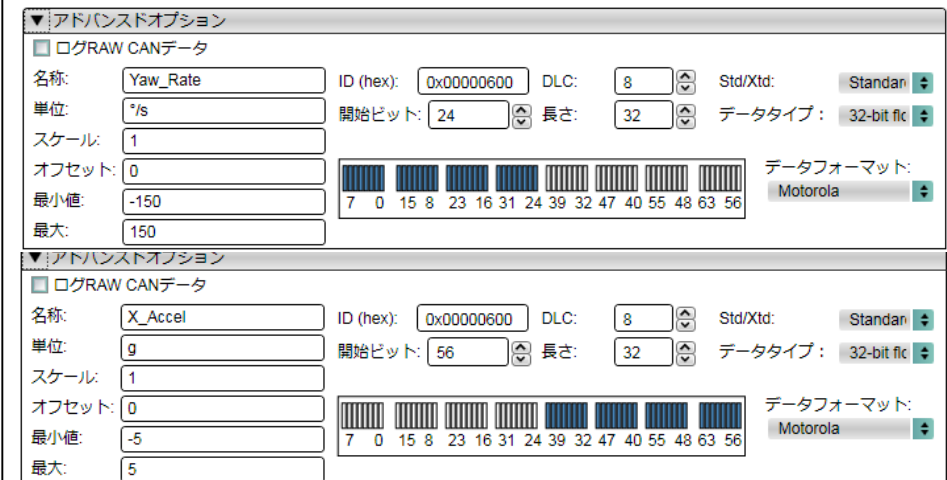 ▼ アドバンスドオプション
ログRAW CANデータ
名称: Yaw_Rate ID (hex): 0x00000600 DLC: 8 Std/Xtd: Standar
単位: °/s 開始ビット: 24 長さ: 32 データタイプ： 32-bit flc
スケール: 1
オフセット: 0 データフォーマット:
最小値: -150 7 0 15 8 23 16 31 24 39 32 47 40 55 48 63 56 Motorola
最大: 150
▼ アドバンスドオプション
ログRAW CANデータ
名称: X_Accel ID (hex): 0x00000600 DLC: 8 Std/Xtd: Standar
単位: g 開始ビット: 56 長さ: 32 データタイプ： 32-bit flc
スケール: 1
オフセット: 0 データフォーマット:
最小値: -5 7 0 15 8 23 16 31 24 39 32 47 40 55 48 63 56 Motorola
最大: 5